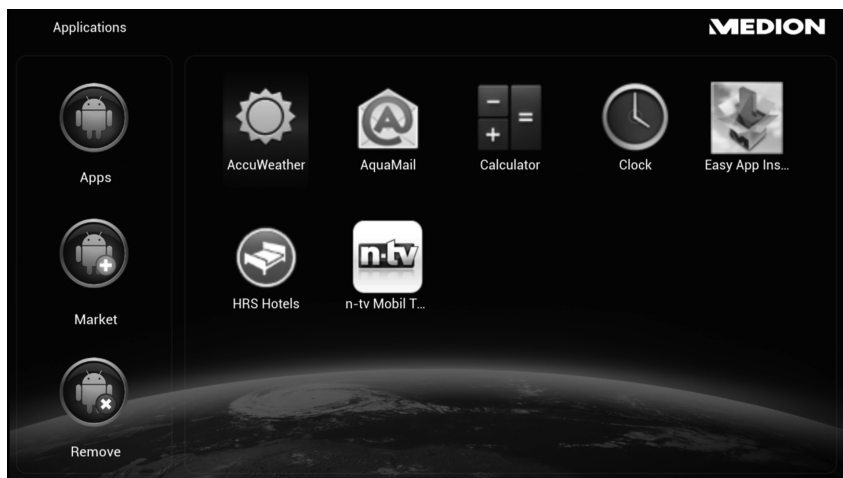 Applications
MEDION
Apps
Market
Remove
AccuWeather
AquaMail
Calculator
Clock
Easy App Ins...
HRS Hotels
n-tv
n-tv Mobil T...